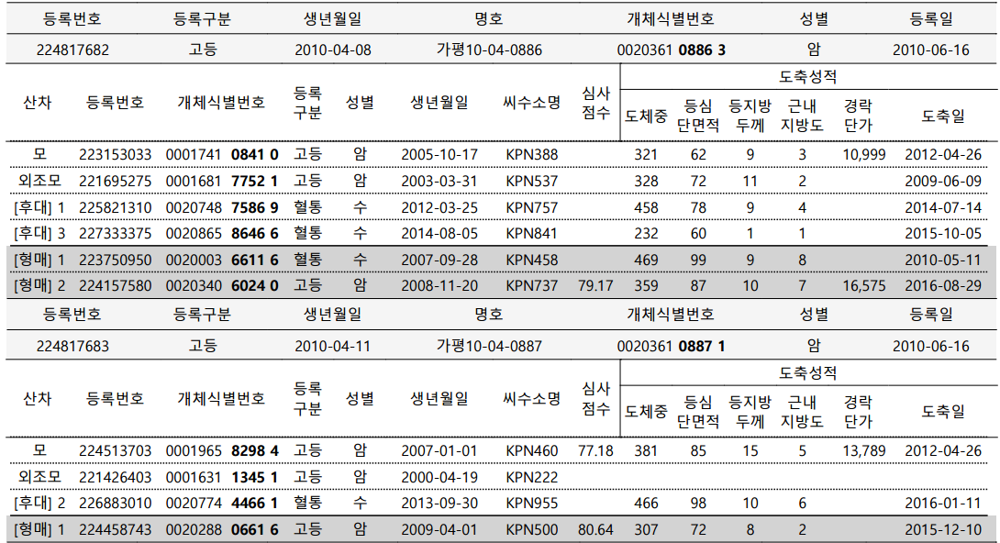 등록번호 등록구분 생년월일 명호 개체식별번호 성별 등록일
224817682 고등 2010-04-08 가평10-04-0886 0020361 0886 3 암 2010-06-16
산차 등록번호 개체식별번호 등록구분 성별 생년월일 씨수소명 심사점수 도축성적
도체중 등심단면적 등지방두께 근내지방도 경락단가 도축일
모 223153033 0001741 0841 0 고등 암 2005-10-17 KPN388 321 62 9 3 10,999 2012-04-26
외조모 221695275 0001681 7752 1 고등 암 2003-03-31 KPN537 328 72 11 2 2009-06-09
[후대] 1 225821310 0020748 7586 9 혈통 수 2012-03-25 KPN757 458 78 9 4 2014-07-14
[후대] 3 227333375 0020865 8646 6 혈통 수 2014-08-05 KPN841 232 60 1 1 2015-10-05
[형매] 1 223750950 0020003 6611 6 혈통 수 2007-09-28 KPN458 469 99 9 8 2010-05-11
[형매] 2 224157580 0020340 6024 0 고등 암 2008-11-20 KPN737 79.17 359 87 10 7 16,575 2016-08-29
등록번호 등록구분 생년월일 명호 개체식별번호 성별 등록일
224817683 고등 2010-04-11 가평10-04-0887 0020361 0887 1 암 2010-06-16
산차 등록번호 개체식별번호 등록구분 성별 생년월일 씨수소명 심사점수 도축성적
도체중 등심단면적 등지방두께 근내지방도 경락단가 도축일
모 224513703 0001965 8298 4 고등 암 2007-01-01 KPN460 77.18 381 85 15 5 13,789 2012-04-26
외조모 221426403 0001631 1345 1 고등 암 2000-04-19 KPN222
[후대] 2 226883010 0020774 4466 1 혈통 수 2013-09-30 KPN955 466 98 10 6 2016-01-11
[형매] 1 224458743 0020288 0661 6 고등 암 2009-04-01 KPN500 80.64 307 72 8 2 2015-12-10